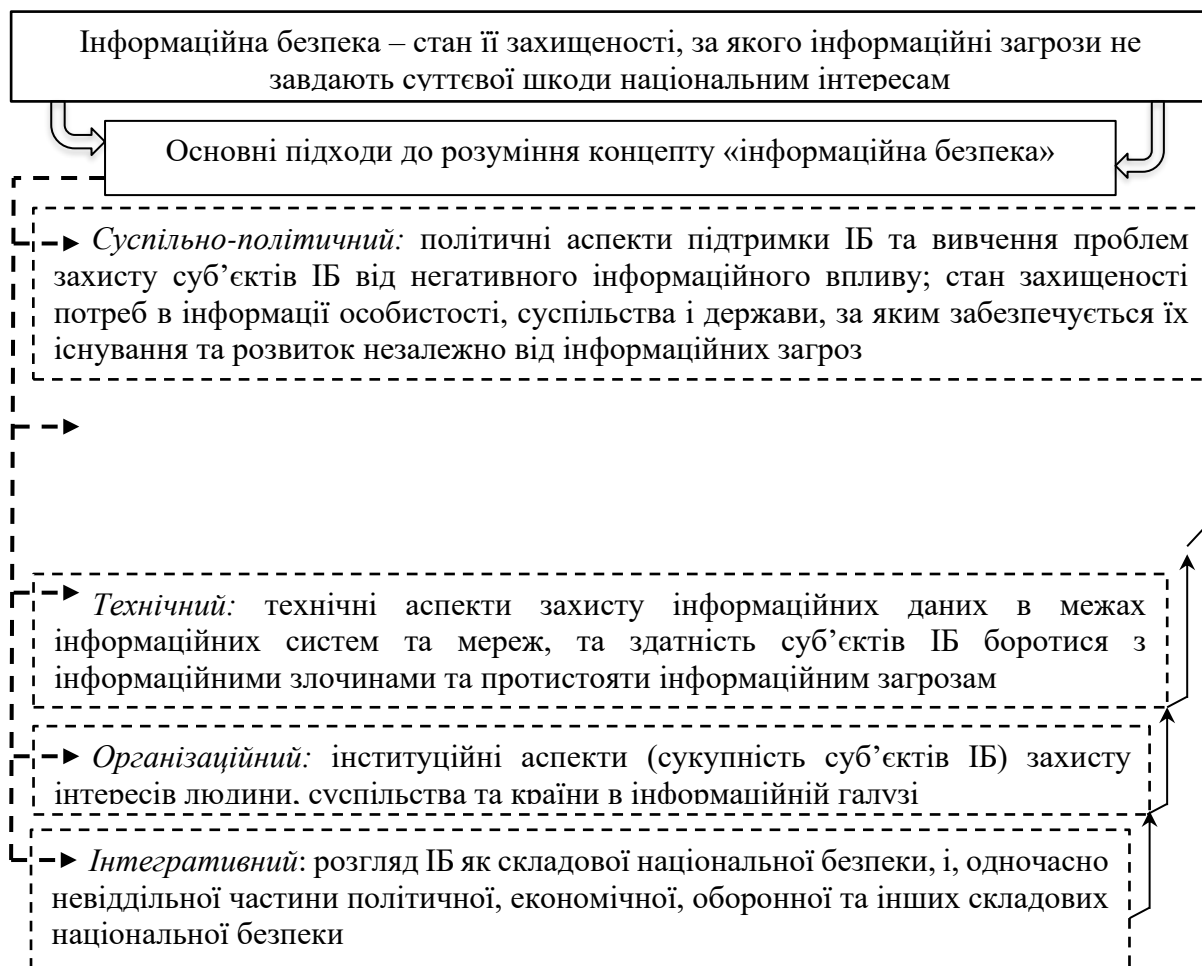 Інформаційна безпека – стан її захищеності, за якого інформаційні загрози не
завдають суттєвої шкоди національним інтересам
Основні підходи до розуміння концепту «інформаційна безпека»
Суспільно-політичний: політичні аспекти підтримки ІБ та вивчення проблем
захисту суб’єктів ІБ від негативного інформаційного впливу; стан захищеності
потреб в інформації особистості, суспільства і держави, за яким забезпечується їх
існування та розвиток незалежно від інформаційних загроз
Технічний: технічні аспекти захисту інформаційних даних в межах
інформаційних систем та мереж, та здатність суб’єктів ІБ боротися з
інформаційними злочинами та протистояти інформаційним загрозам
Організаційний: інституційні аспекти (сукупність суб’єктів ІБ) захисту
інтересів людини, суспільства та країни в інформаційній галузі
Інтегративний: розгляд ІБ як складової національної безпеки, і, одночасно
невіддільної частини політичної, економічної, оборонної та інших складових
національної безпеки